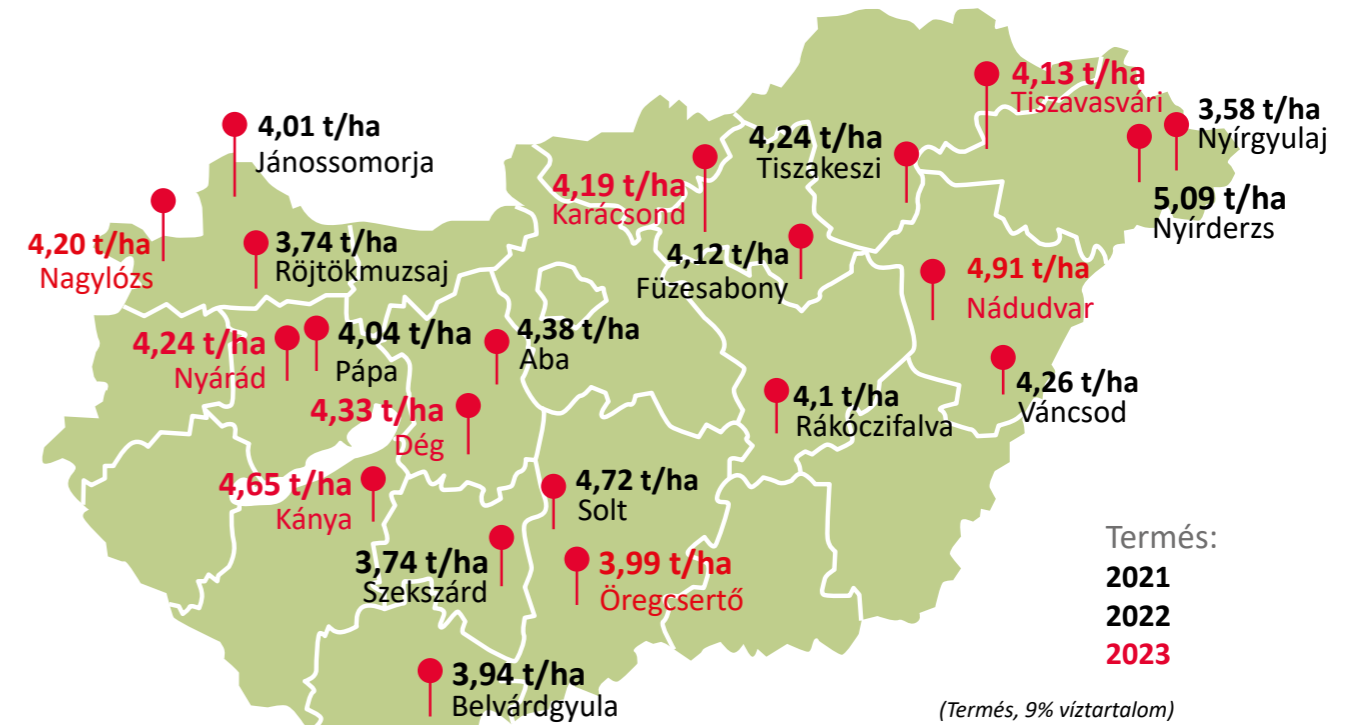 4,13 t/ha
Tiszavasvári
3,58 t/ha
Nyírgyulaj
4,01 t/ha
Jánossomorja
4,24 t/ha
Tiszakeszi
4,19 t/ha
Karácsond
5,09 t/ha
Nyírderzs
4,20 t/ha
Nagylózs
3,74 t/ha
Röjtökmuzsaj
4,12 t/ha
Füzesabony
4,91 t/ha
Nádudvar
4,24 t/ha
Nyárád
4,04 t/ha
Pápa
4,38 t/ha
Aba
4,26 t/ha
Váncsod
4,33 t/ha
Dég
4,1 t/ha
Rákóczifalva
4,65 t/ha
Kánya
4,72 t/ha
Solt
3,74 t/ha
Szekszárd
3,99 t/ha
Öregcsertő
3,94 t/ha
Belvárdgyula
Termés:
2021
2022
2023
(Termés, 9% víztartalom)